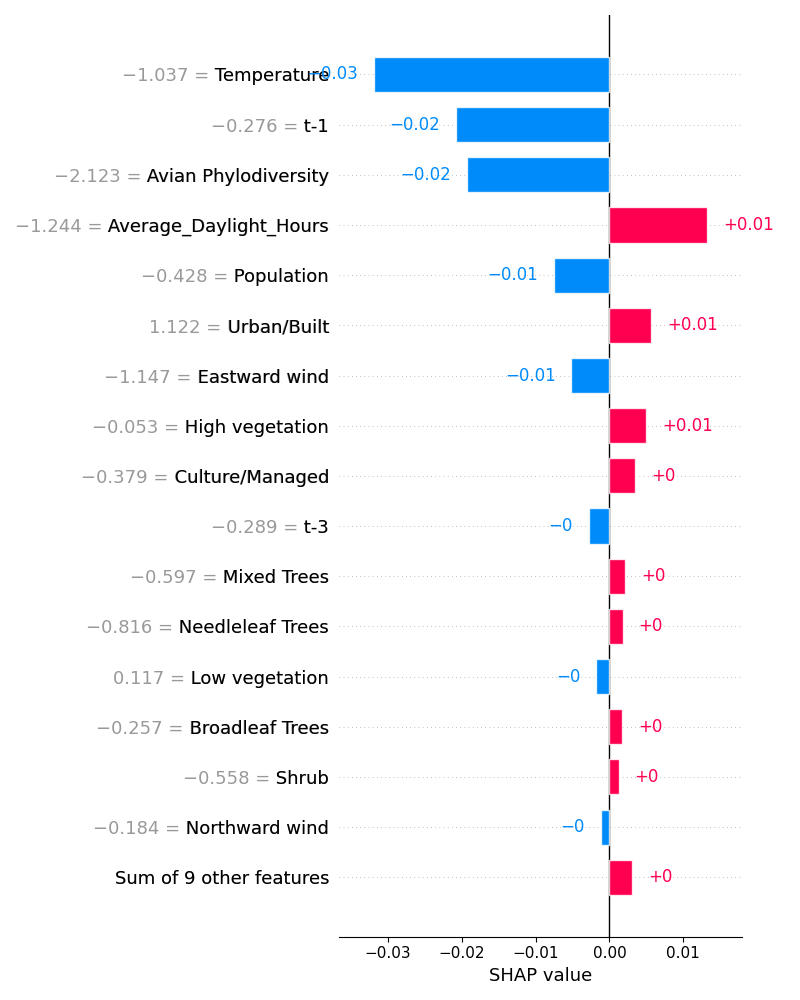 −1.037 = Temperature −0.03
−0.276 = t-1 −0.02
−2.123 = Avian Phylodiversity −0.02
−1.244 = Average_Daylight_Hours +0.01
−0.428 = Population −0.01
1.122 = Urban/Built +0.01
−1.147 = Eastward wind −0.01
−0.053 = High vegetation +0.01
−0.379 = Culture/Managed +0
−0.289 = t-3 −0
−0.597 = Mixed Trees +0
−0.816 = Needleleaf Trees +0
0.117 = Low vegetation −0
−0.257 = Broadleaf Trees +0
−0.558 = Shrub +0
−0.184 = Northward wind −0
Sum of 9 other features +0
−0.03 −0.02 −0.01 0.00 0.01
SHAP value